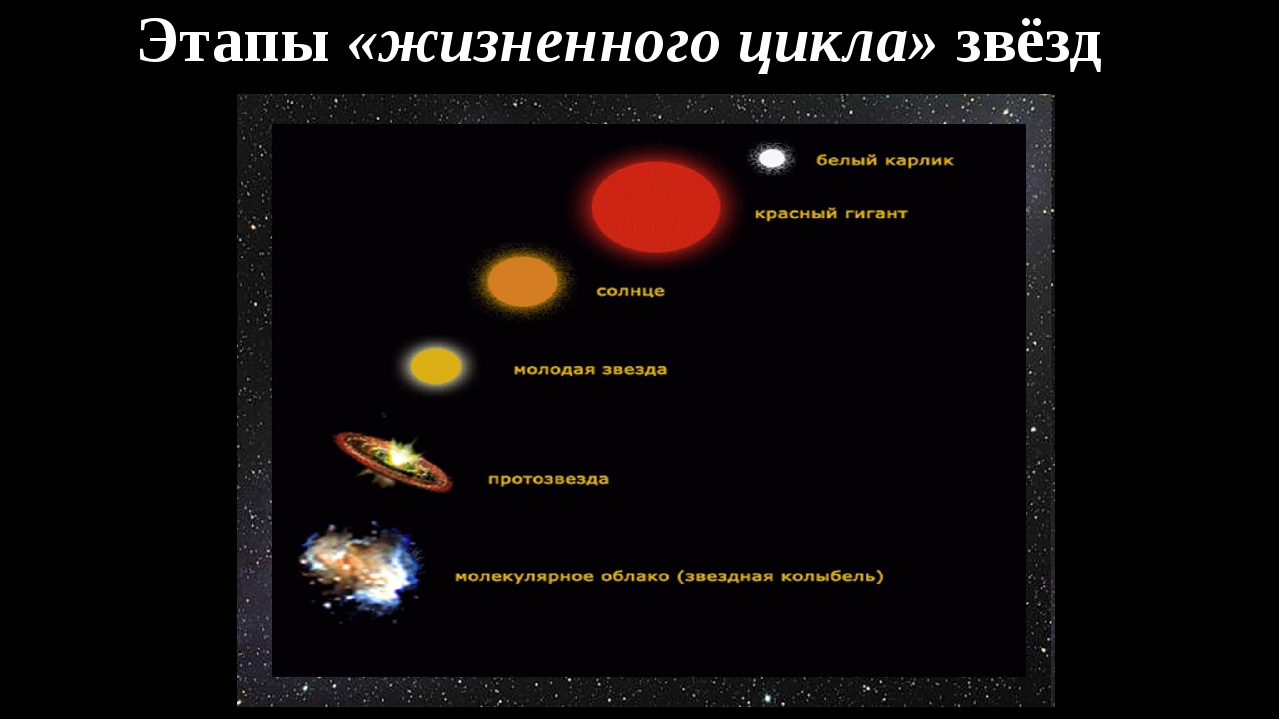 Этапы «жизненного цикла» звёзд
белый карлик
красный гигант
солнце
молодая звезда
протозвезда
молекулярное облако (звездная колыбель)